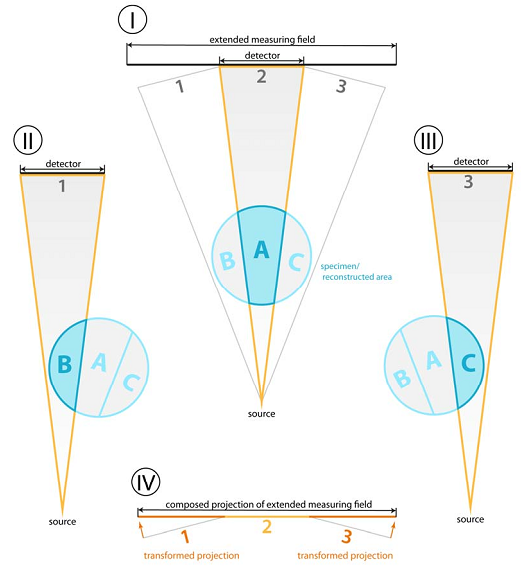 I
extended measuring field
detector
1
2
3
B
A
C
specimen/
reconstructed area
source
II
detector
1
B
A
C
source
III
detector
3
B
A
C
source
IV
composed projection of extended measuring field
1
2
3
transformed projection
transformed projection